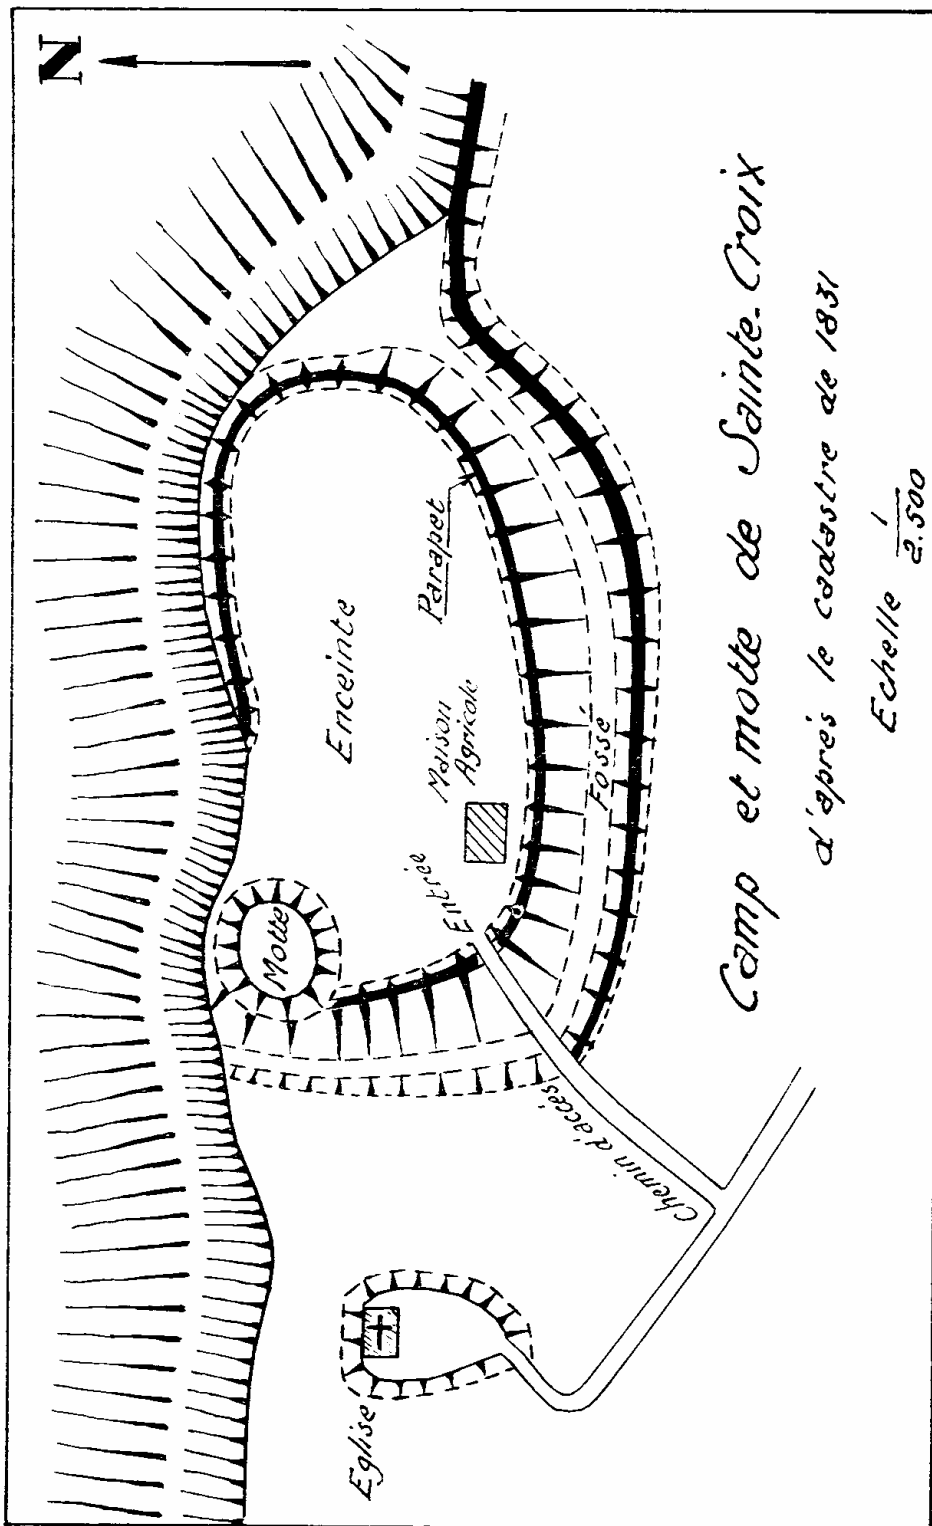 N
Enceinte
Parapet
Maison
Agricole
Motte
Entrée
Fossé
Chemin d'accès
Eglise
Camp et motte de Sainte-Croix
d'après le cadastre de 1831
Echelle 1/2.500